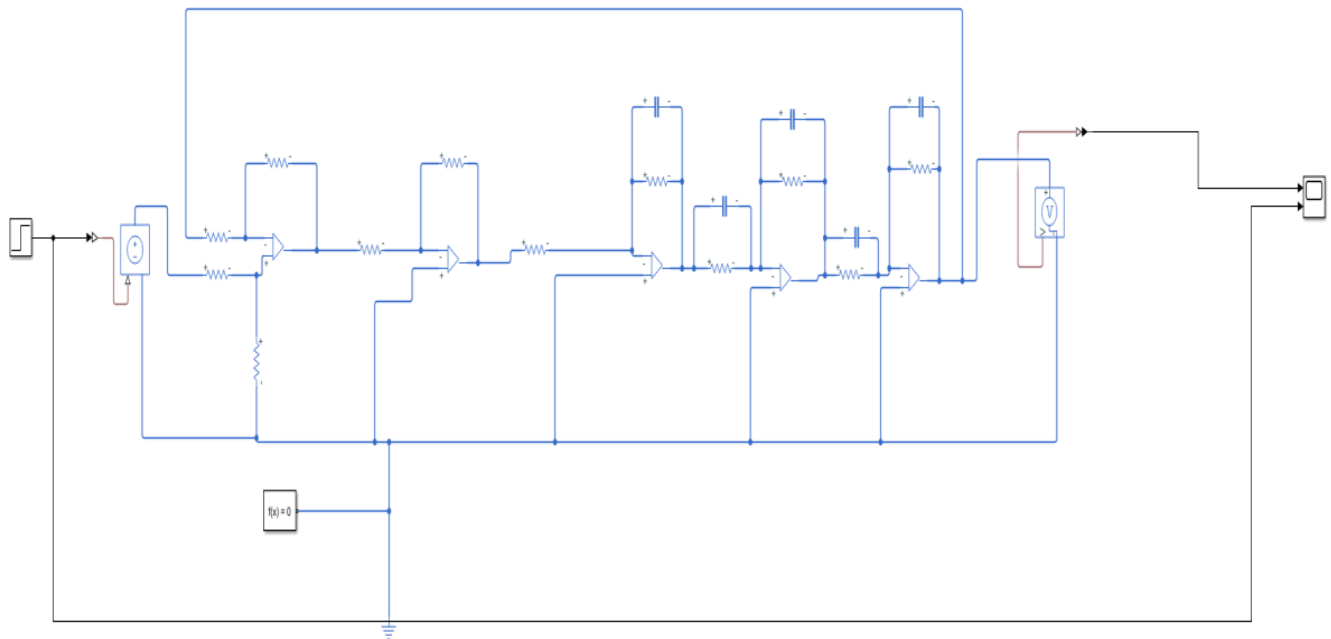 V
f(x) = 0